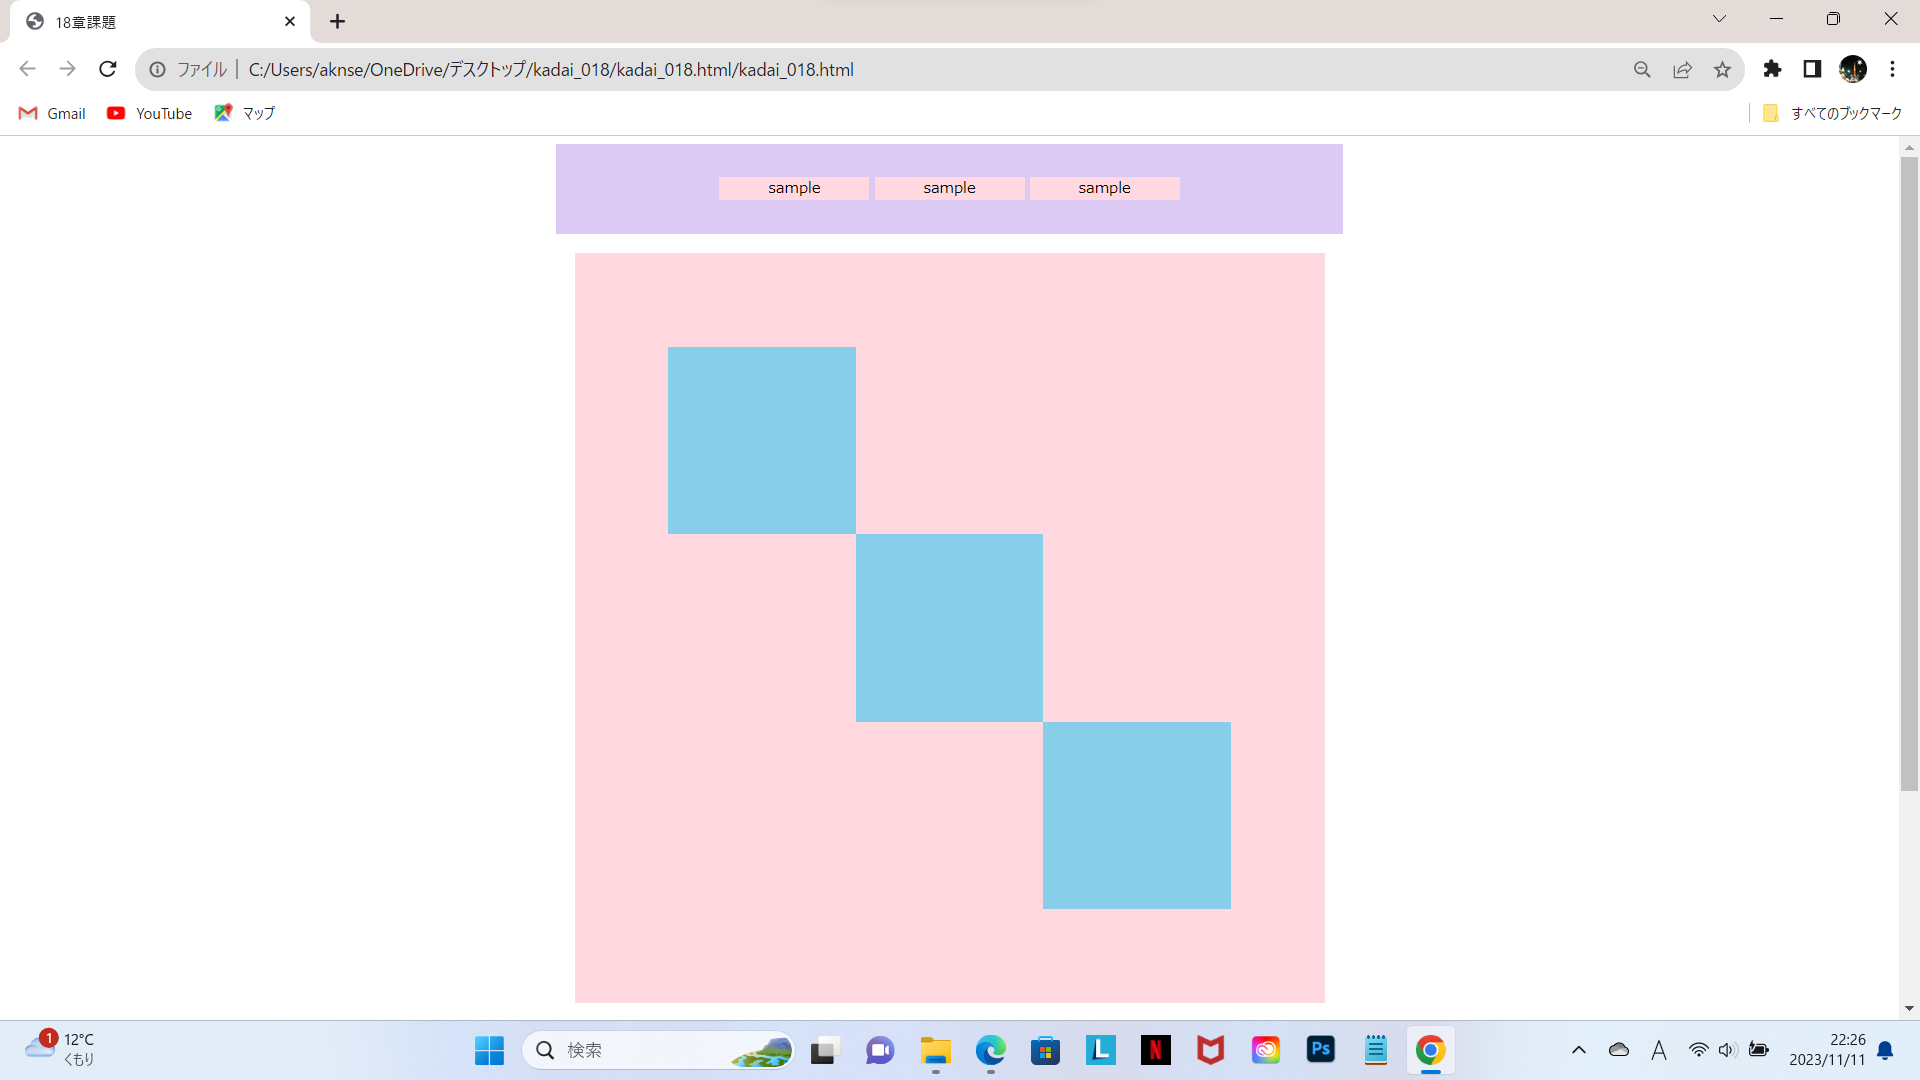 18章課題
ファイル
C:/Users/aknse/OneDrive/デスクトップ/kadai_018/kadai_018.html/kadai_018.html
Gmail
YouTube
マップ
すべてのブックマーク
sample
sample
sample
1
12°C
くもり
検索
L
N
Ps
A
22:26
2023/11/11